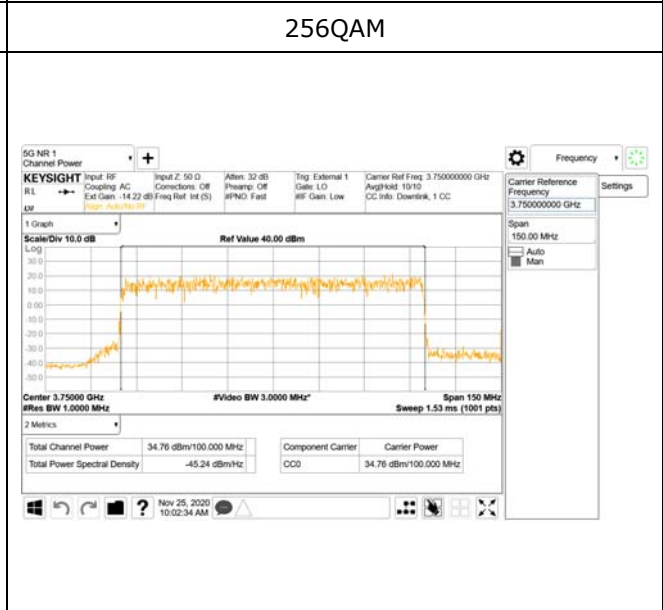 256QAM
5G NR 1
Channel Power
+
Frequency
KEYSIGHT
RL
Input: RF
Coupling: AC
Ext Gain: -14.22 dB
Align: Auto/No RF
Input Z: 50 Ω
Corrections: Off
Freq Ref: Int (S)
Atten: 32 dB
Preamp: Off
#PNO: Fast
Trig: External 1
Gate: LO
#IF Gain: Low
Carrier Ref Freq: 3.750000000 GHz
Avg|Hold: 10/10
CC Info: Downlink, 1 CC
Carrier Reference
Frequency
3.750000000 GHz
Settings
Span
150.00 MHz
Auto
Man
1 Graph
Scale/Div 10.0 dB
Ref Value 40.00 dBm
Log
30.0
20.0
10.0
0.00
-10.0
-20.0
-30.0
-40.0
-50.0
Center 3.75000 GHz
#Video BW 3.0000 MHz*
Span 150 MHz
#Res BW 1.0000 MHz
Sweep 1.53 ms (1001 pts)
2 Metrics
Total Channel Power 34.76 dBm/100.000 MHz
Total Power Spectral Density -45.24 dBm/Hz
Component Carrier Carrier Power
CC0 34.76 dBm/100.000 MHz
?
Nov 25, 2020
10:02:34 AM